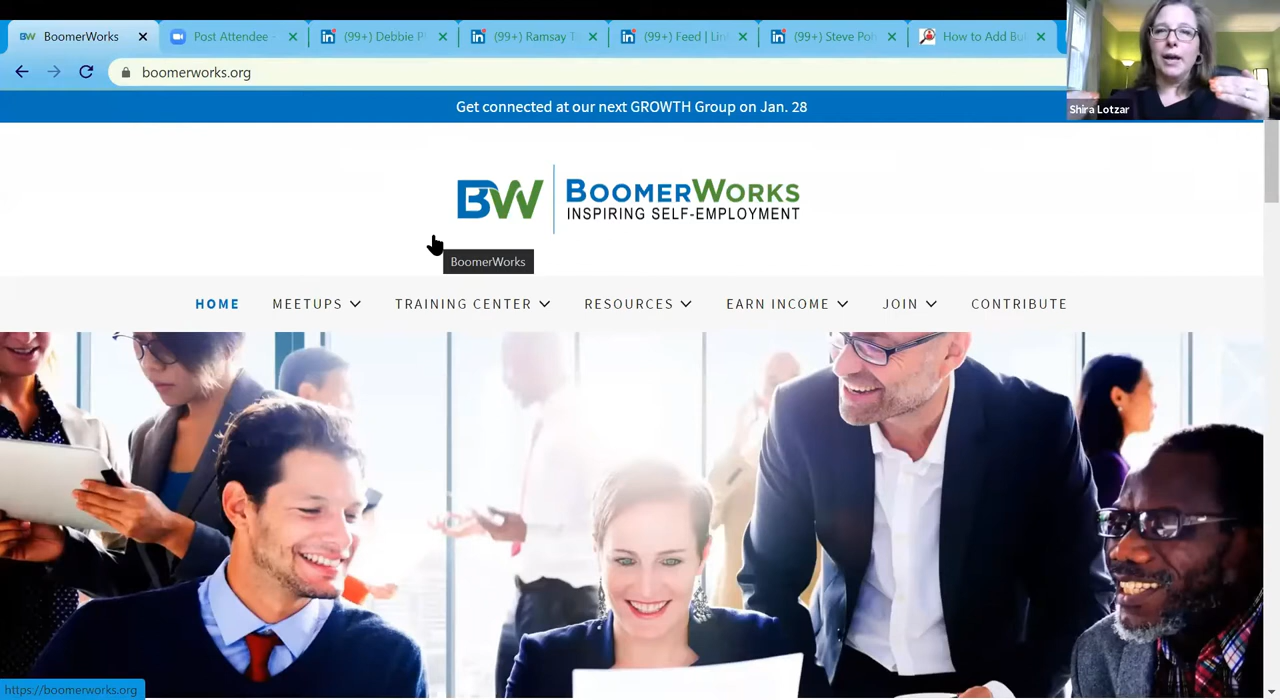 BW BoomerWorks
Post Attendee -
(99+) Debbie P
(99+) Ramsay T
(99+) Feed | Lin
(99+) Steve Po
How to Add Bu
boomerworks.org
Shira Lotzar
Get connected at our next GROWTH Group on Jan. 28
BW BOOMERWORKS
INSPIRING SELF-EMPLOYMENT
BoomerWorks
HOME MEETUPS TRAINING CENTER RESOURCES EARN INCOME JOIN CONTRIBUTE
https://boomerworks.org